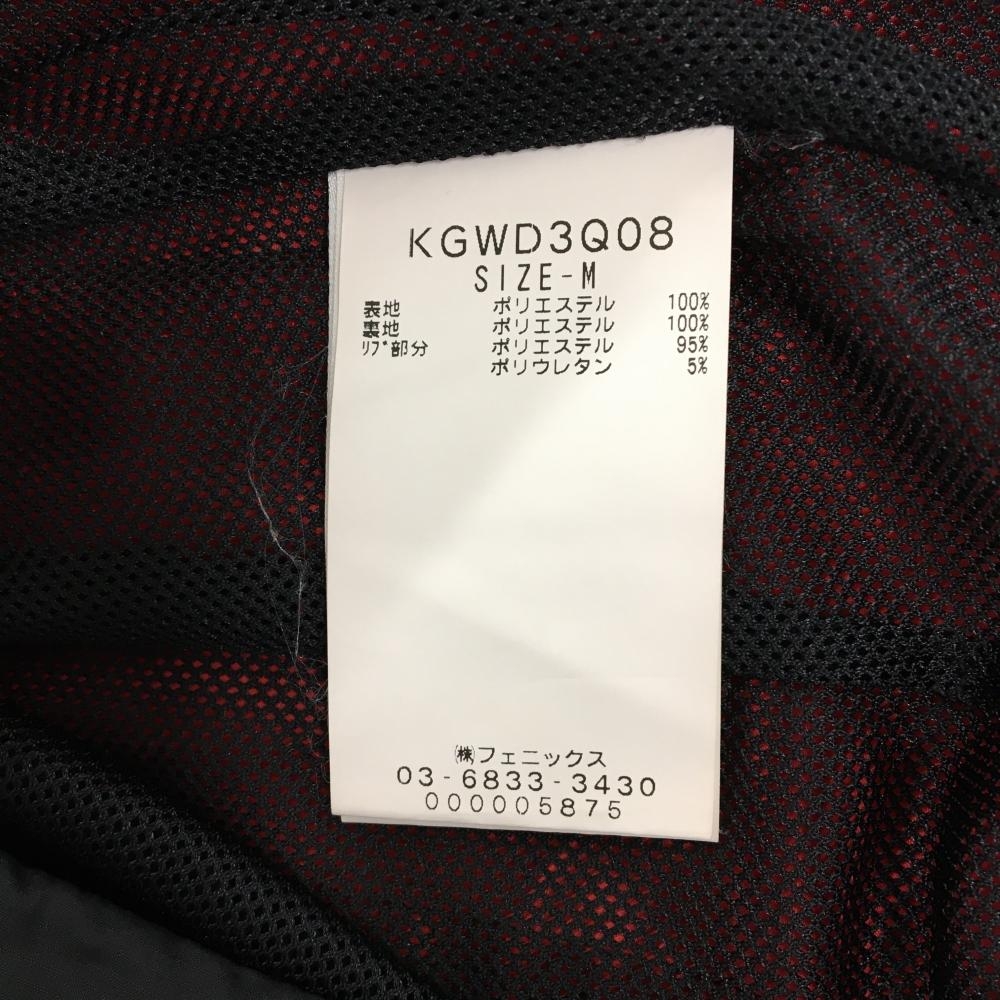 KGWD3Q08
SIZE-M
表地 ポリエステル 100%
裏地 ポリエステル 100%
ﾘﾌﾞ部分 ポリエステル 95%
ポリウレタン 5%
㈱フェニックス
03-6833-3430
000005875